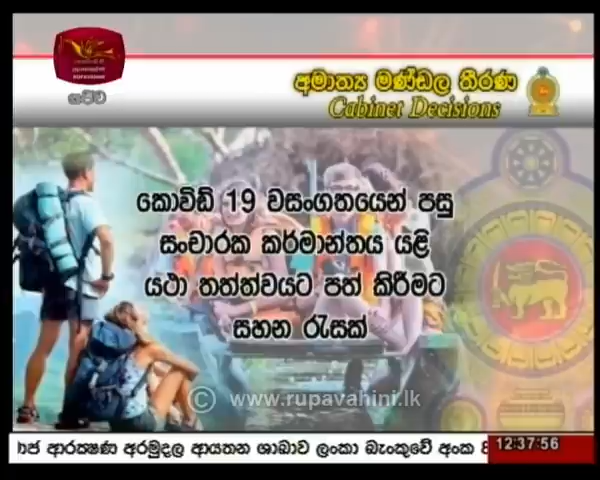 අමාත්‍ය මණ්ඩල තීරණ
Cabinet Decisions
සජීව
කොවිඩ් 19 වසංගතයෙන් පසු
සංචාරක කර්මාන්තය යළි
යථා තත්ත්වයට පත් කිරීමට
සහන රැසක්
© www.rupavahini.lk
ආරක්ෂණ අරමුදල ආයතන ශාඛාව ලංකා බැංකුවේ අංක
12:37:56